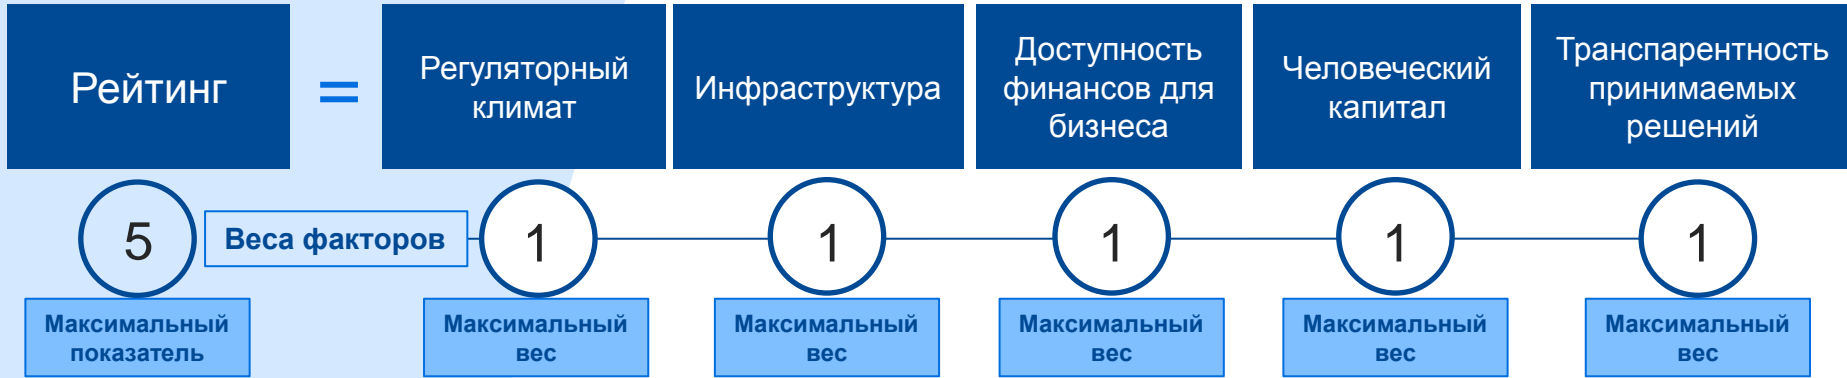 Рейтинг
=
Регуляторный
климат
Инфраструктура
Доступность
финансов для
бизнеса
Человеческий
капитал
Транспарентность
принимаемых
решений
5
Веса факторов
1
1
1
1
1
Максимальный
показатель
Максимальный
вес
Максимальный
вес
Максимальный
вес
Максимальный
вес
Максимальный
вес